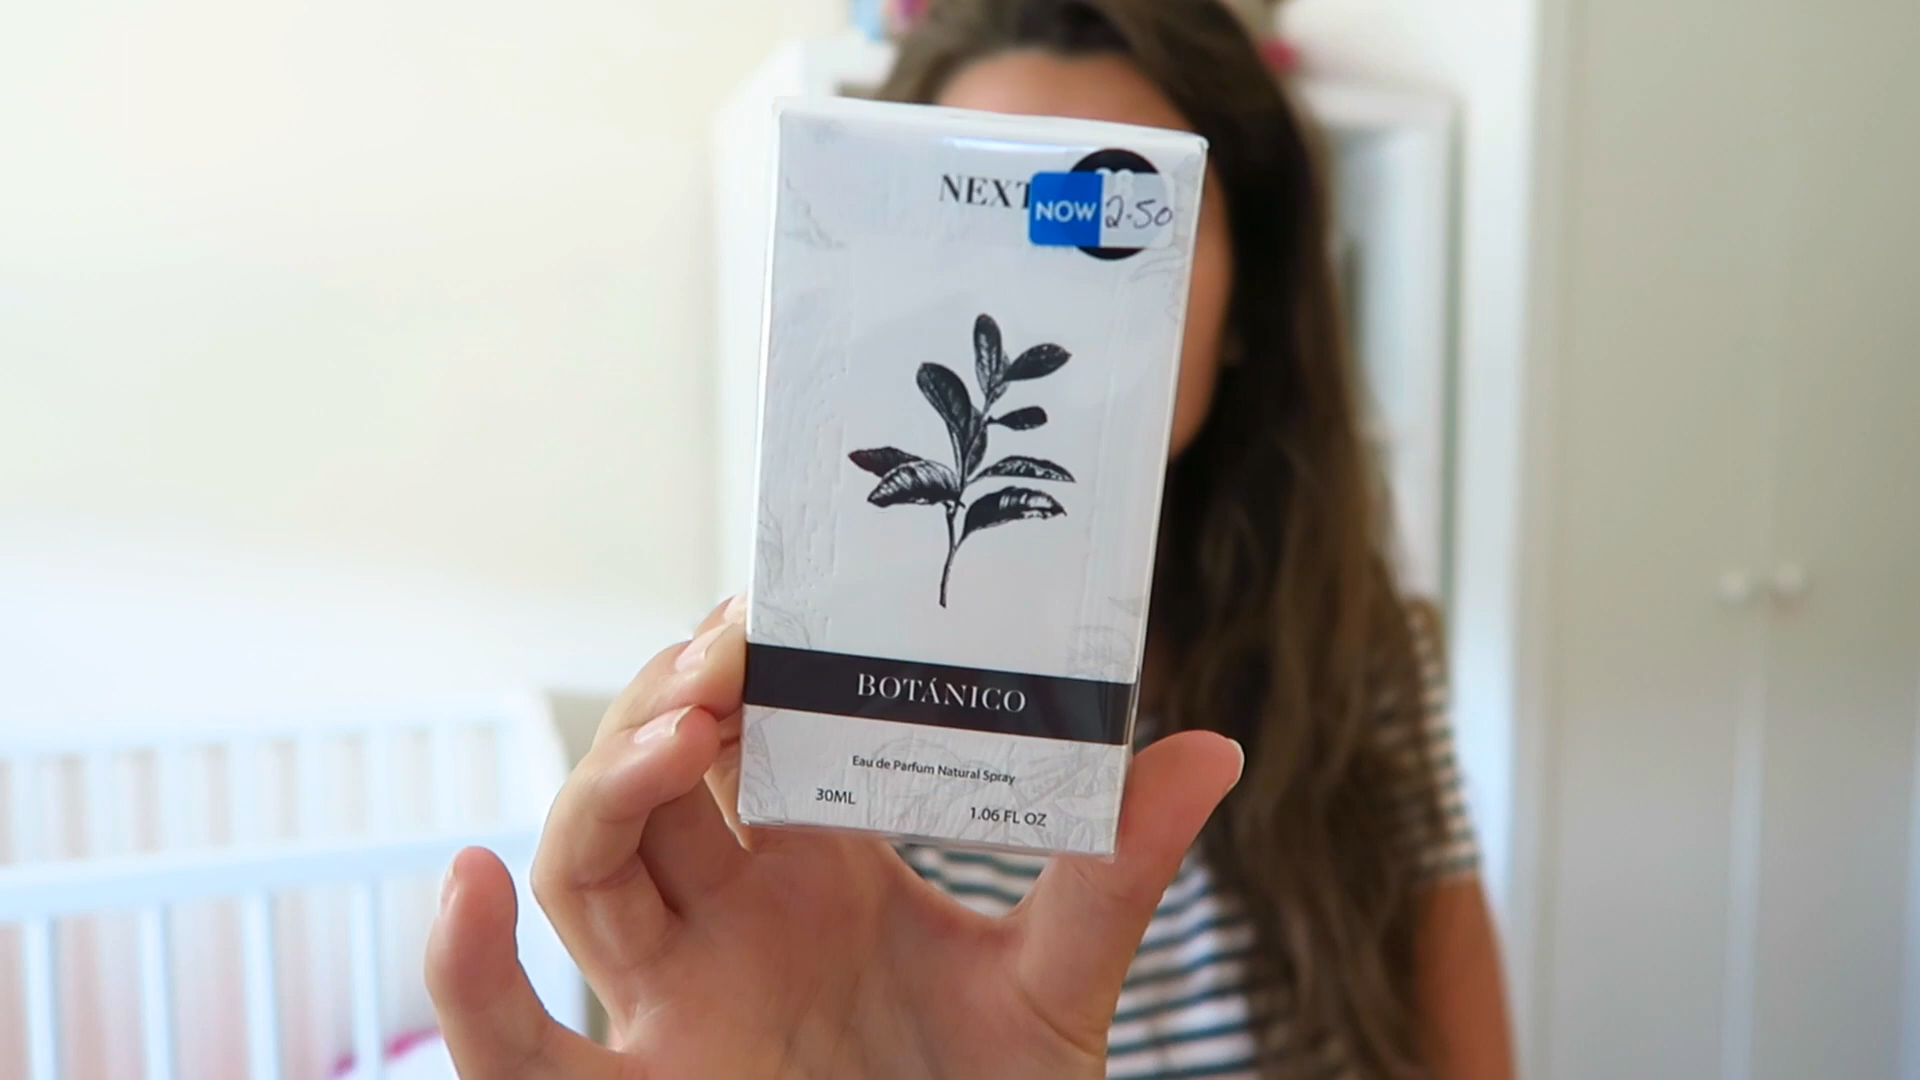 NEXT
NOW 2.50
BOTÁNICO
Eau de Parfum Natural Spray
30ML
1.06 FL OZ